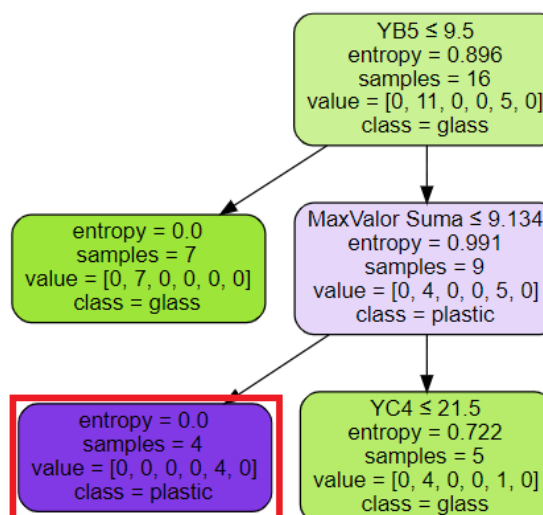 YB5 ≤ 9.5
entropy = 0.896
samples = 16
value = [0, 11, 0, 0, 5, 0]
class = glass
entropy = 0.0
samples = 7
value = [0, 7, 0, 0, 0, 0]
class = glass
MaxValor Suma ≤ 9.134
entropy = 0.991
samples = 9
value = [0, 4, 0, 0, 5, 0]
class = plastic
entropy = 0.0
samples = 4
value = [0, 0, 0, 0, 4, 0]
class = plastic
YC4 ≤ 21.5
entropy = 0.722
samples = 5
value = [0, 4, 0, 0, 1, 0]
class = glass